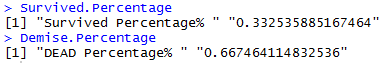 > Survived.Percentage
[1] "Survived Percentage% " "0.332535885167464"
> Demise.Percentage
[1] "DEAD Percentage% " "0.667464114832536"